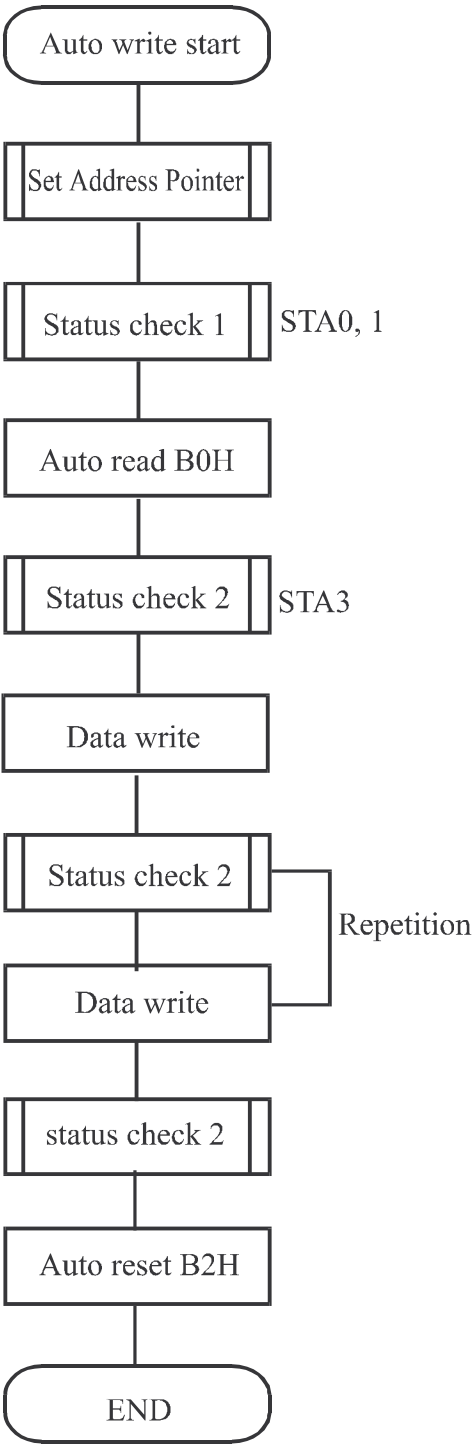 Auto write start
Set Address Pointer
Status check 1
STA0, 1
Auto read B0H
Status check 2
STA3
Data write
Status check 2
Repetition
Data write
status check 2
Auto reset B2H
END